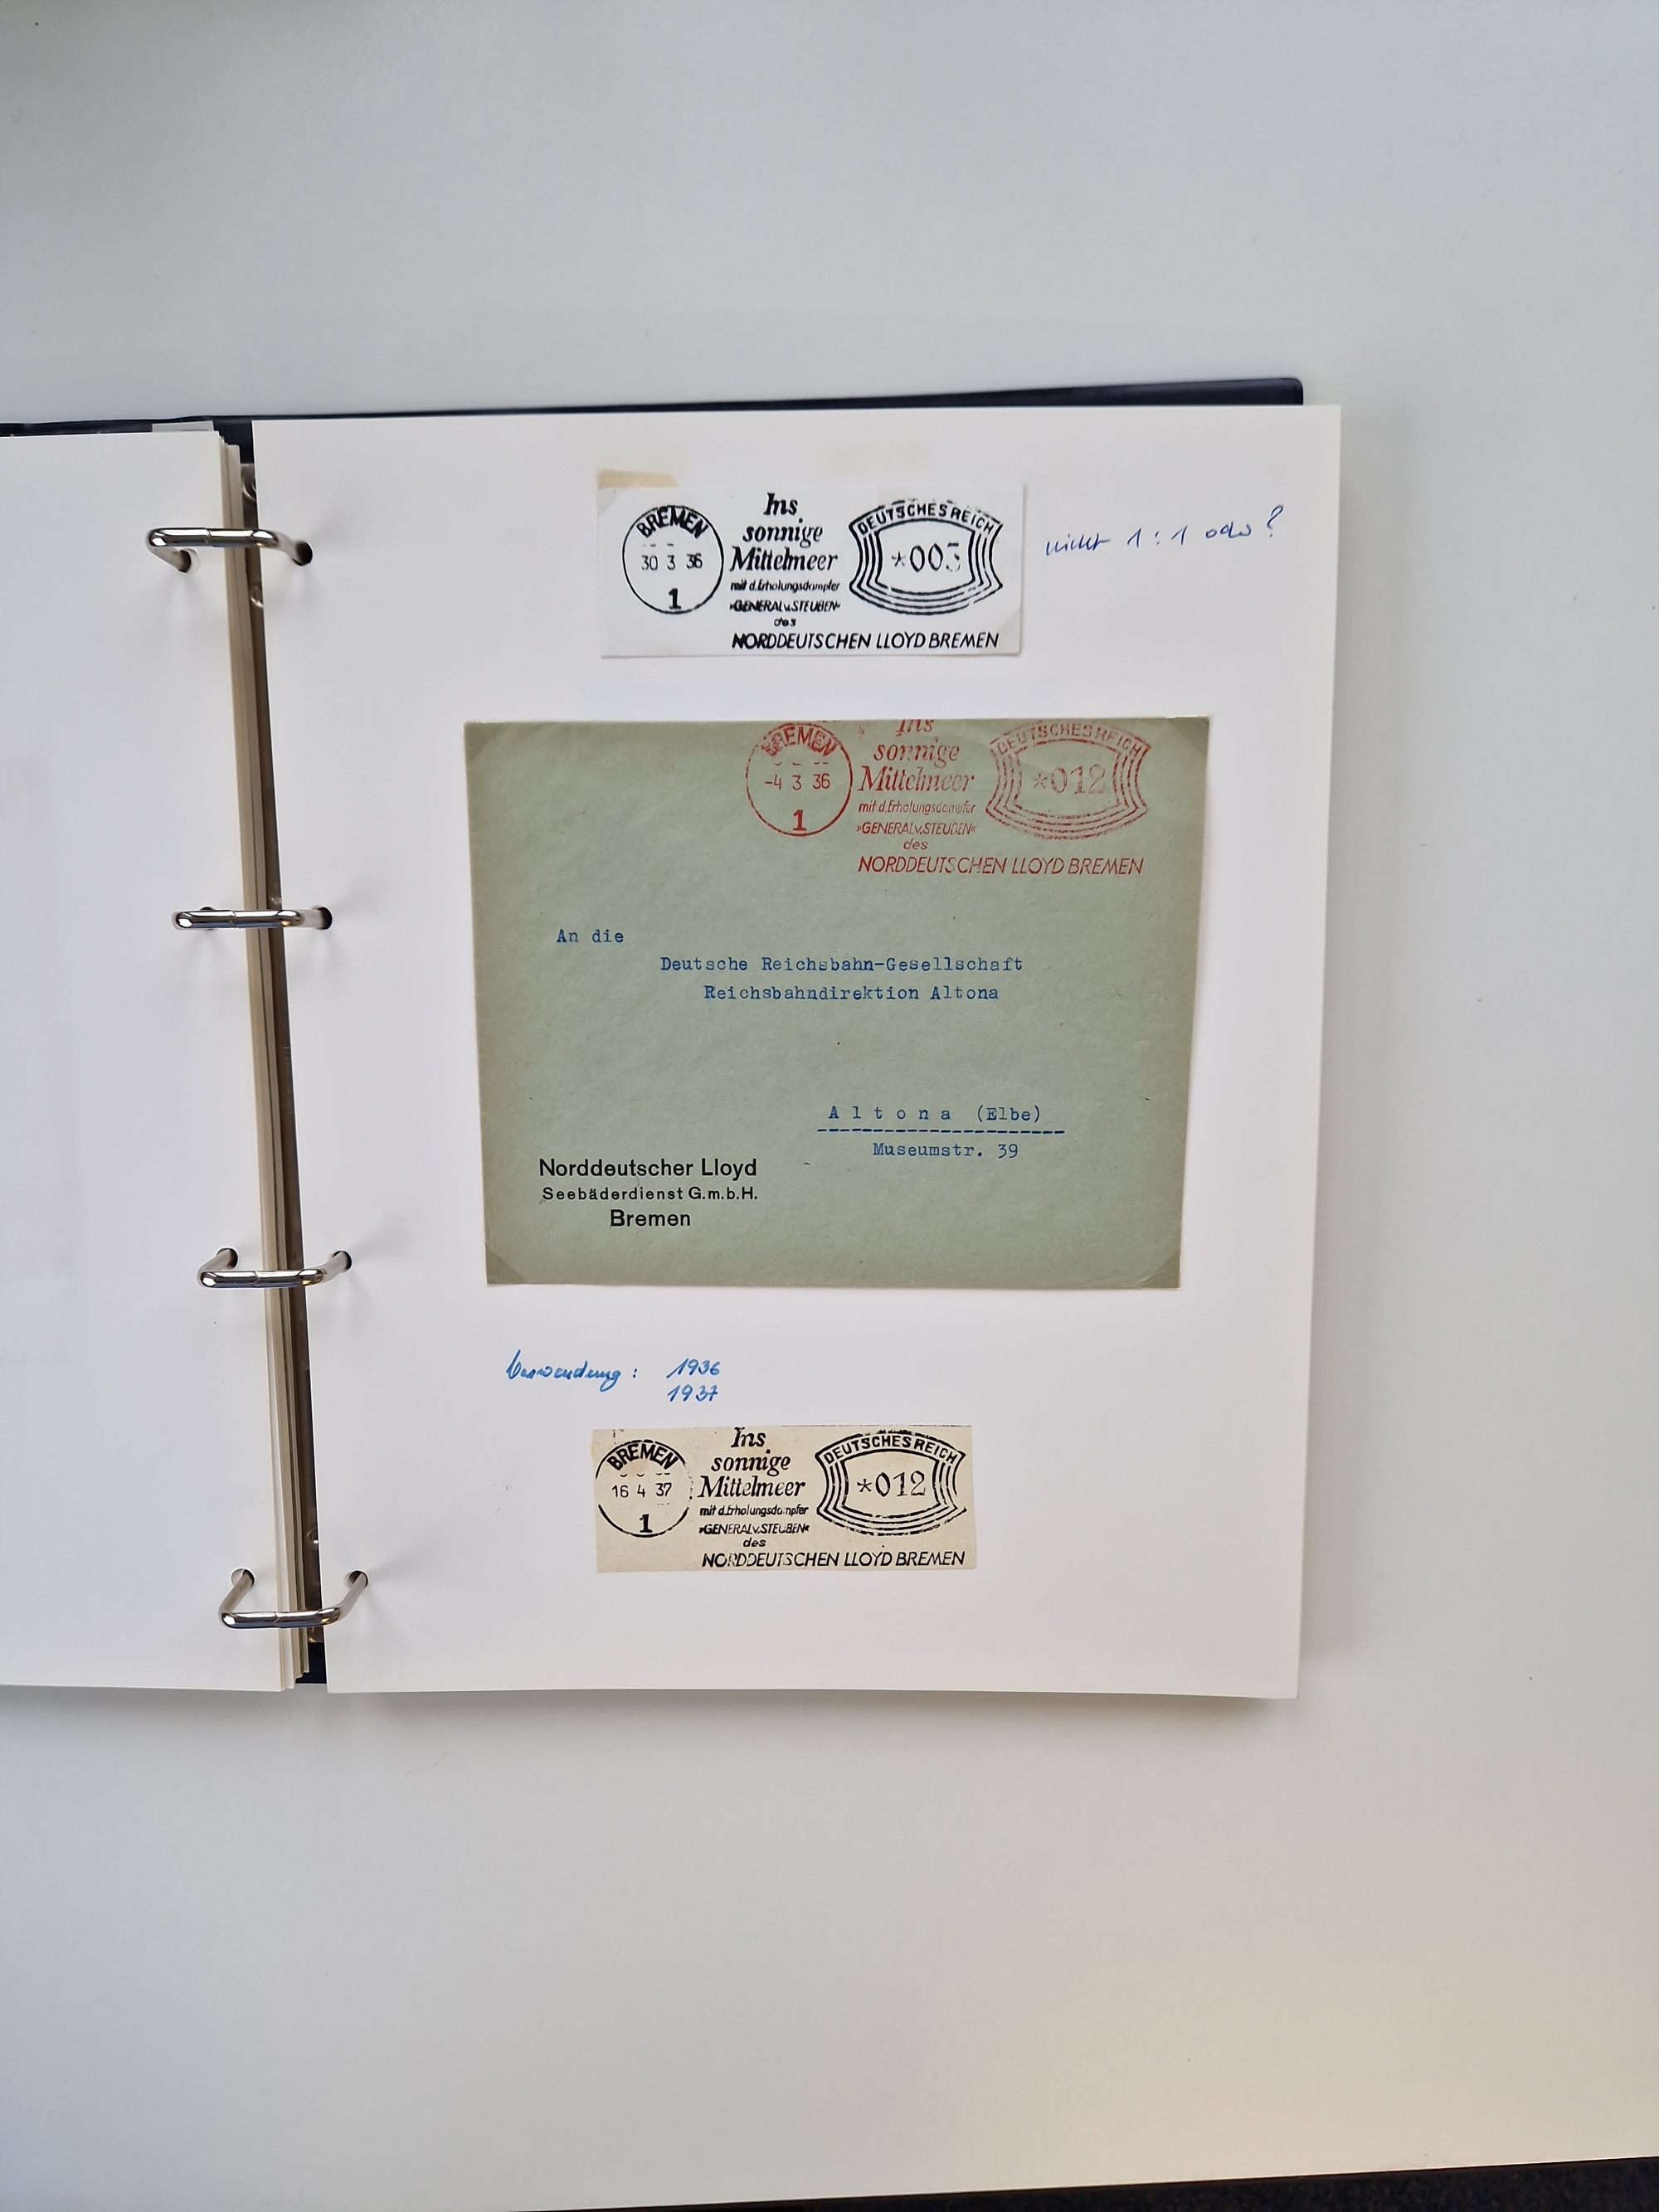 BREMEN
30 3 36
1
Ins
sonnige
Mittelmeer
mit d. Erholungsdampfer
»GENERAL v. STEUBEN«
des
NORDDEUTSCHEN LLOYD BREMEN
DEUTSCHES REICH
*003
nicht 1:1 oder?
BREMEN
-4 3 36
1
Ins
sonnige
Mittelmeer
mit d. Erholungsdampfer
»GENERAL v. STEUBEN«
des
NORDDEUTSCHEN LLOYD BREMEN
DEUTSCHES REICH
*012
An die
Deutsche Reichsbahn-Gesellschaft
Reichsbahndirektion Altona
Altona (Elbe)
Museumstr. 39
Norddeutscher Lloyd
Seebäderdienst G.m.b.H.
Bremen
Verwendung: 1936
1937
BREMEN
16 4 37
1
Ins
sonnige
Mittelmeer
mit d. Erholungsdampfer
»GENERAL v. STEUBEN«
des
NORDDEUTSCHEN LLOYD BREMEN
DEUTSCHES REICH
*012